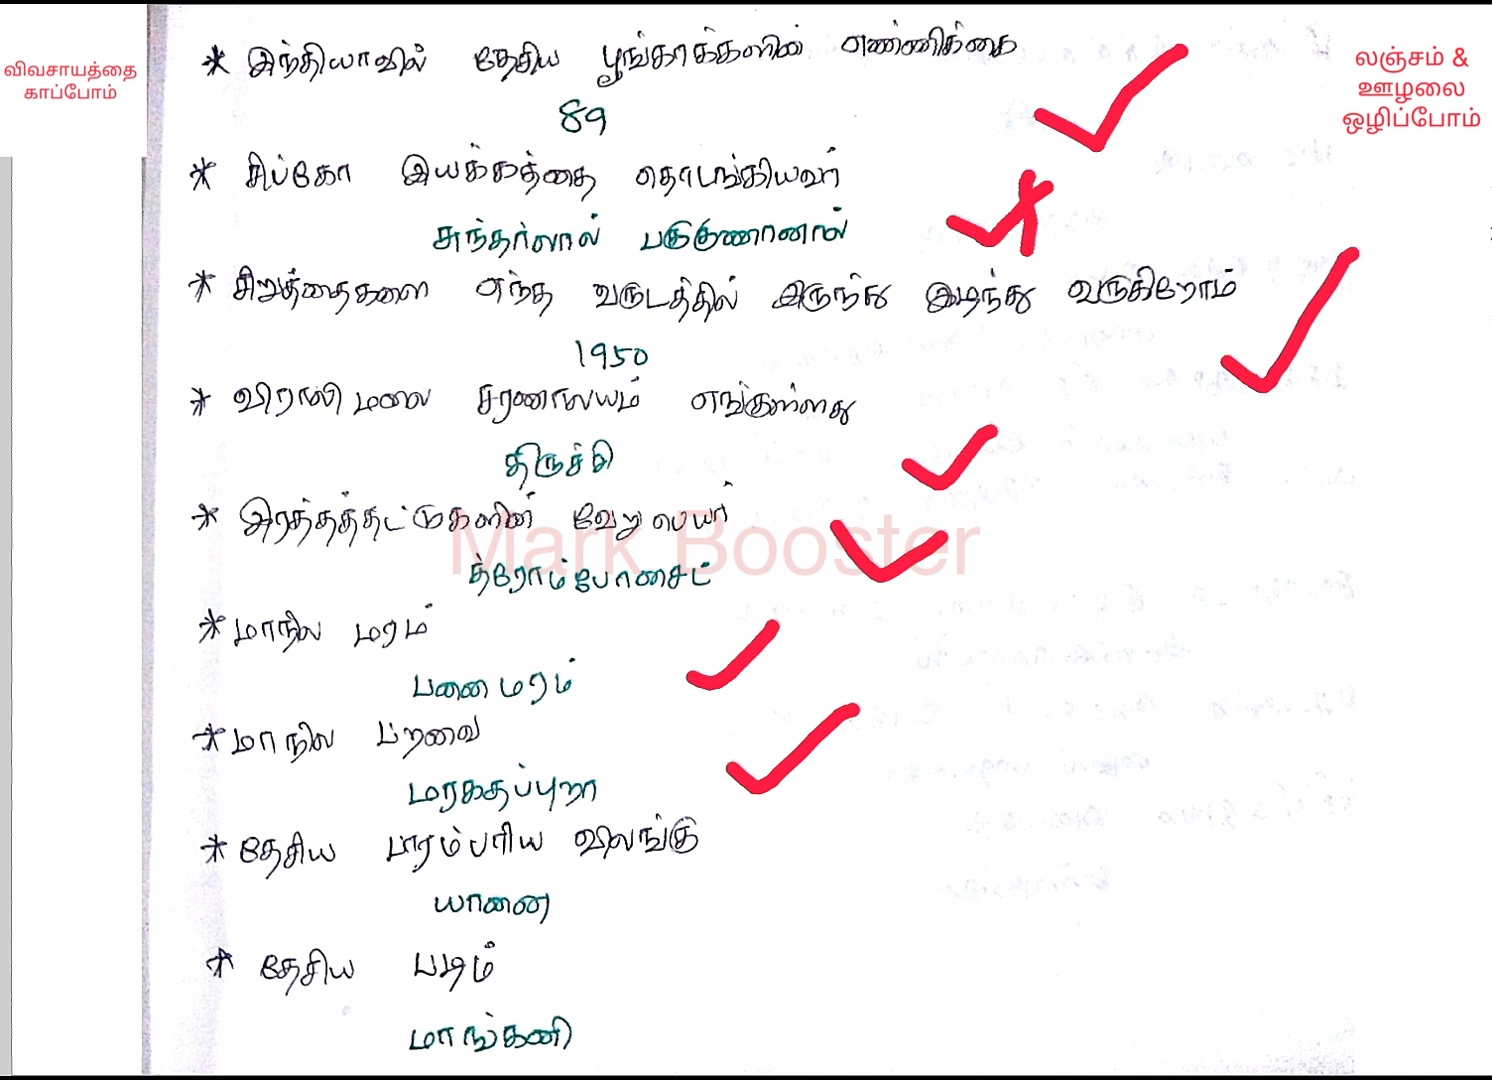 விவசாயத்தை
காப்போம்
லஞ்சம் &
ஊழலை
ஒழிப்போம்
* இந்தியாவில் தேசிய பூங்காக்களின் எண்ணிக்கை
89
* சிப்கோ இயக்கத்தை தொடங்கியவர்
சுந்தர்லால் பகுகுணானால்
* சிறுத்தைகளை எந்த வருடத்தில் இருந்து இழந்து வருகிறோம்
1950
* விராலிமலை சரணாலயம் எங்குள்ளது
திருச்சி
* இரத்தத்தட்டுகளின் வேறுபெயர்
த்ரோம்போசைட்
* மாநில மரம்
பனைமரம்
* மாநில பறவை
மரகதப்புறா
* தேசிய பாரம்பரிய விலங்கு
யானை
* தேசிய பழம்
மாங்கனி
Mark Booster